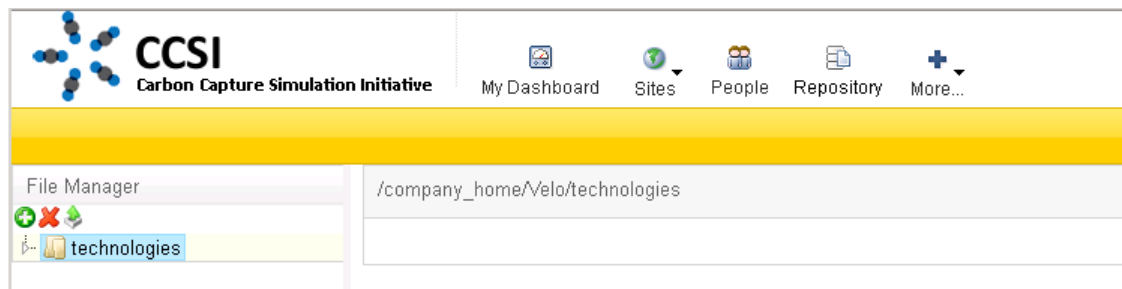 CCSI
Carbon Capture Simulation Initiative
My Dashboard
Sites
People
Repository
More...
File Manager
/company_home/Velo/technologies
technologies